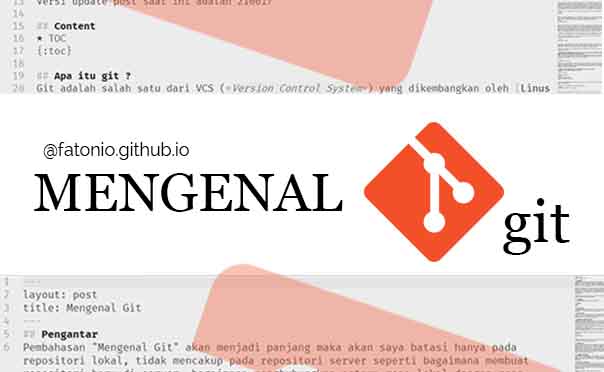 13 Versi update post saat ini adalah 210617
14
15 ## Content
16 * TOC
17 {:toc}
18
19 ## Apa itu git ?
20 Git adalah salah satu dari VCS (*Version Control System*) yang dikembangkan oleh [Linus
@fatonio.github.io
MENGENAL git
1 ---
2 layout: post
3 title: Mengenal Git
4 ---
5 ## Pengantar
6 Pembahasan "Mengenal Git" akan menjadi panjang maka akan saya batasi hanya pada
repositori lokal, tidak mencakup pada repositori server seperti bagaimana membuat